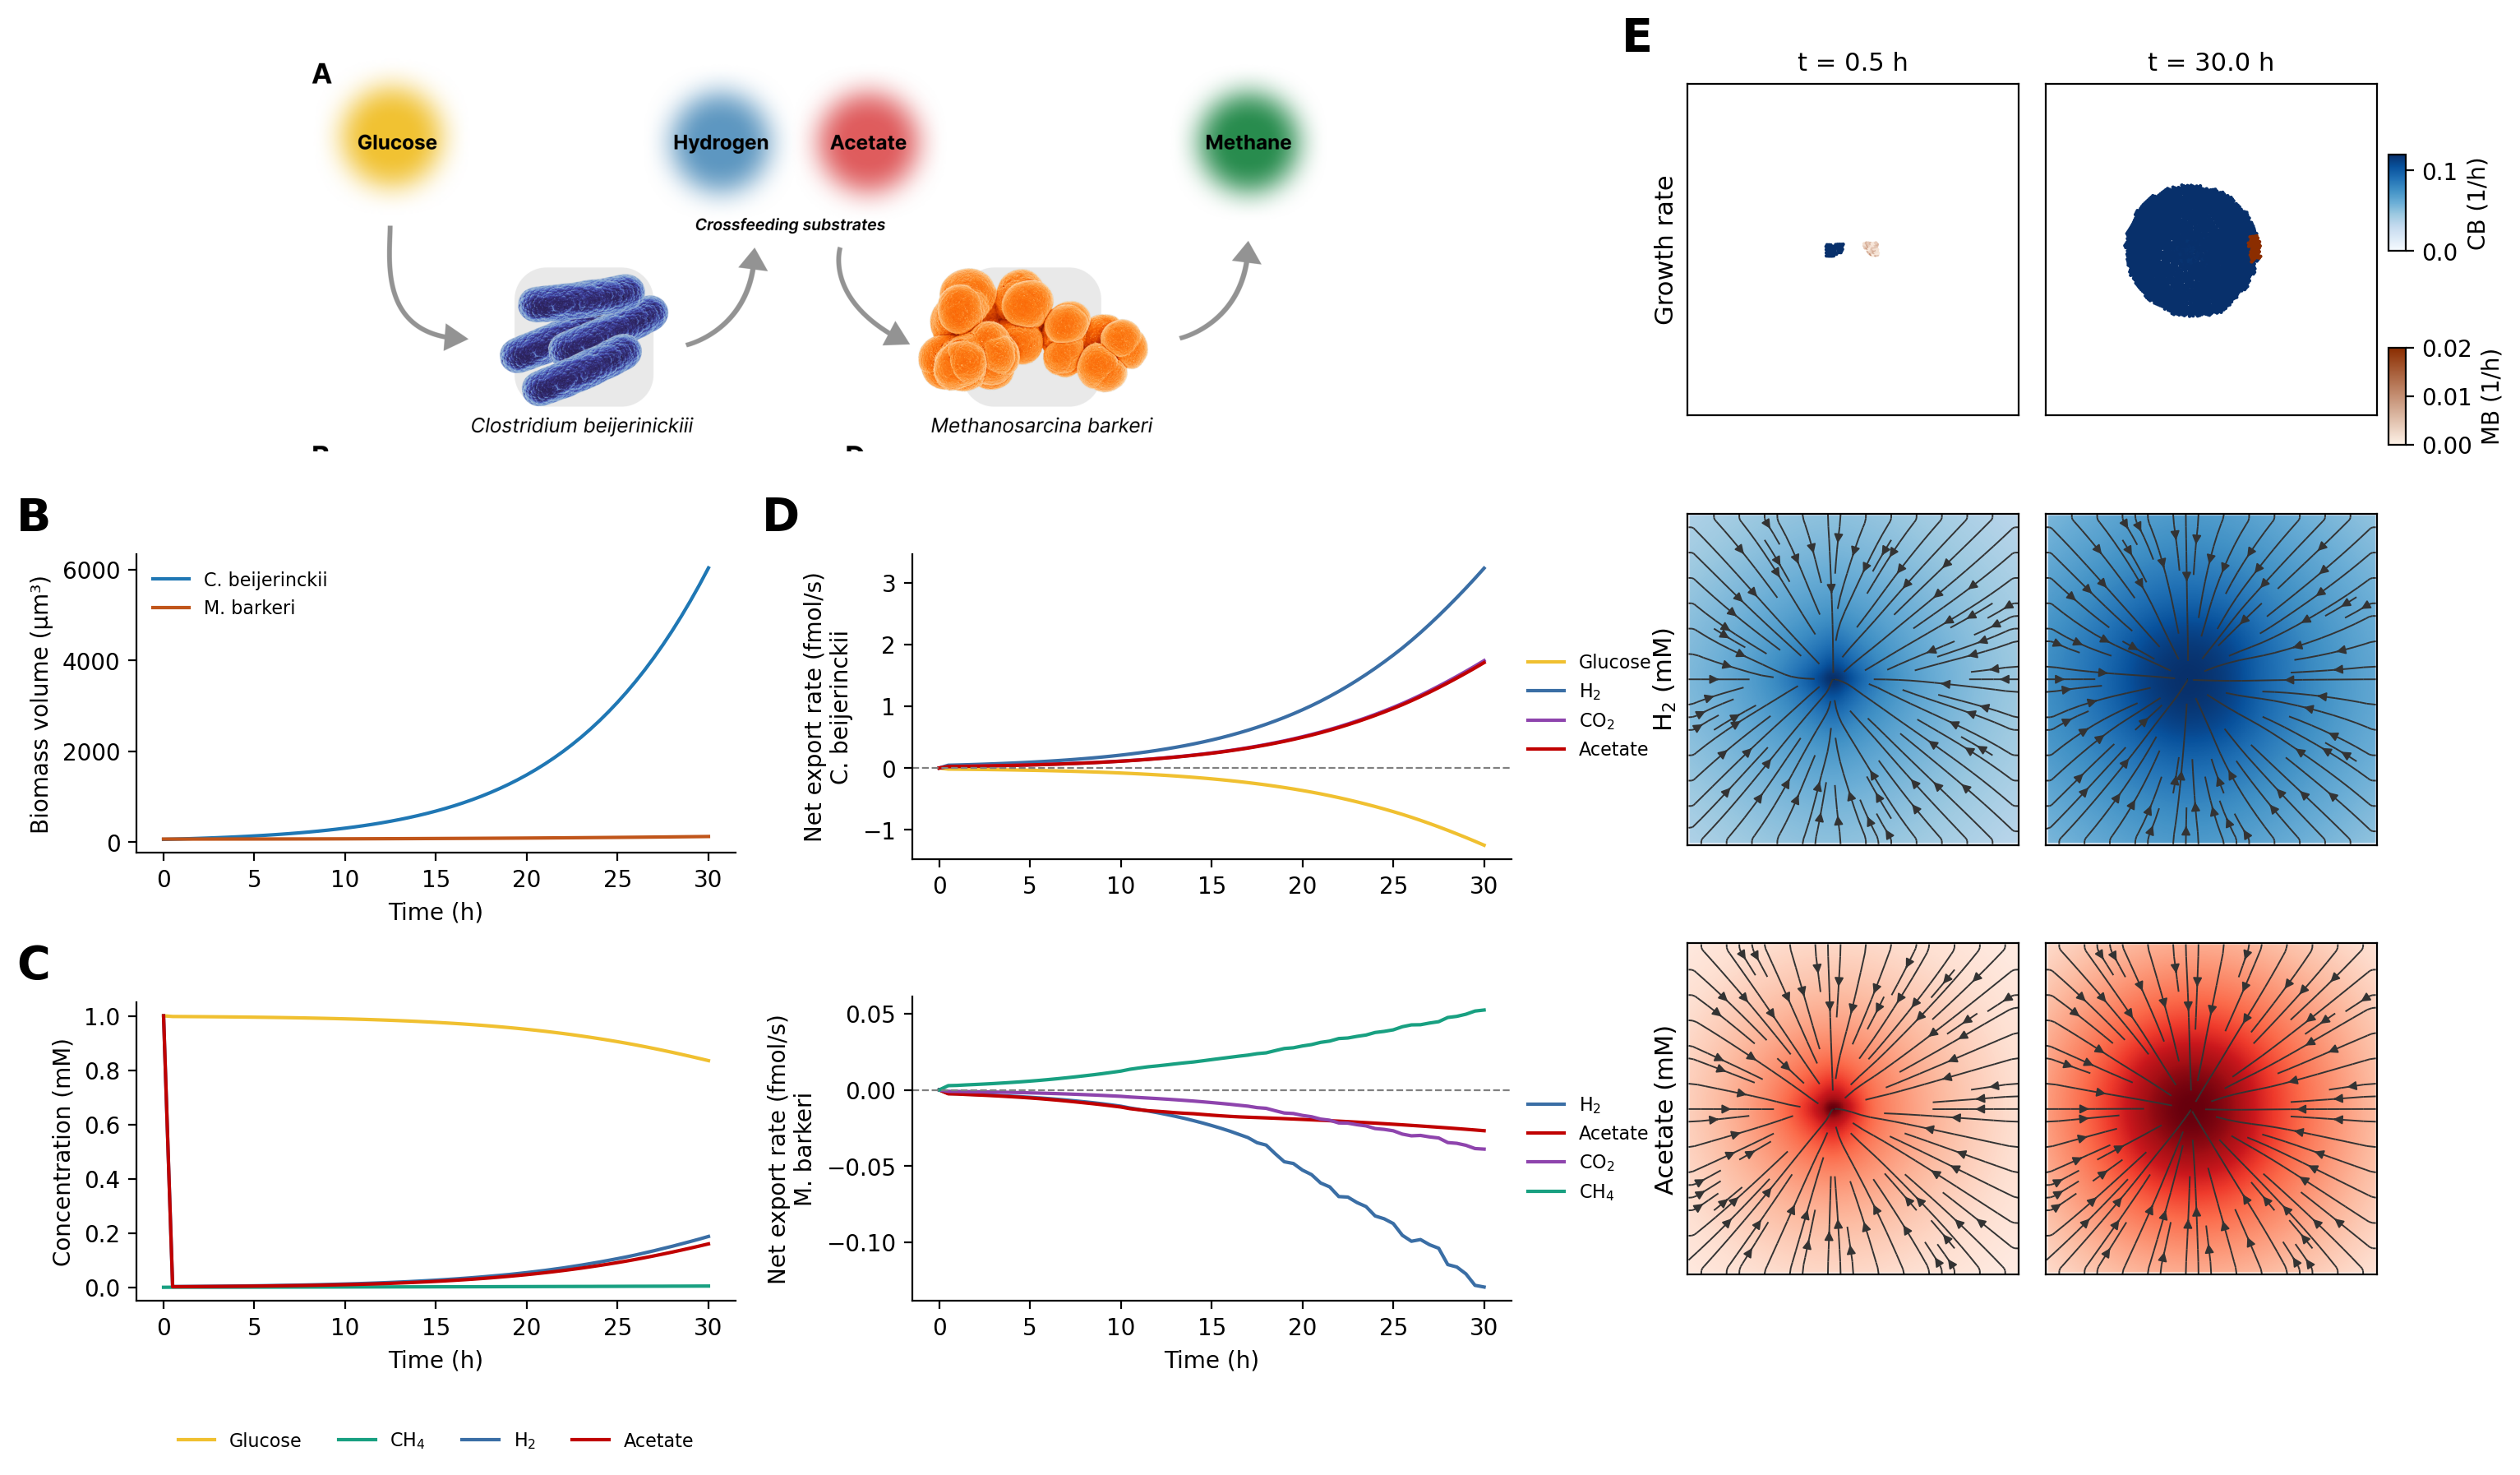 A
Glucose
Hydrogen
Acetate
Methane
Crossfeeding substrates
Clostridium beijerinickiii
Methanosarcina barkeri
B
D
B
Biomass volume (µm³)
6000
4000
2000
0
C. beijerinckii
M. barkeri
0 5 10 15 20 25 30
Time (h)
C
Concentration (mM)
1.0
0.8
0.6
0.4
0.2
0.0
0 5 10 15 20 25 30
Time (h)
Glucose CH₄ H₂ Acetate
D
Net export rate (fmol/s)
C. beijerinckii
3
2
1
0
−1
0 5 10 15 20 25 30
Glucose
H₂
CO₂
Acetate
Net export rate (fmol/s)
M. barkeri
0.05
0.00
−0.05
−0.10
0 5 10 15 20 25 30
Time (h)
H₂
Acetate
CO₂
CH₄
E
t = 0.5 h
t = 30.0 h
Growth rate
0.1
0.0
CB (1/h)
0.02
0.01
0.00
MB (1/h)
H₂ (mM)
Acetate (mM)